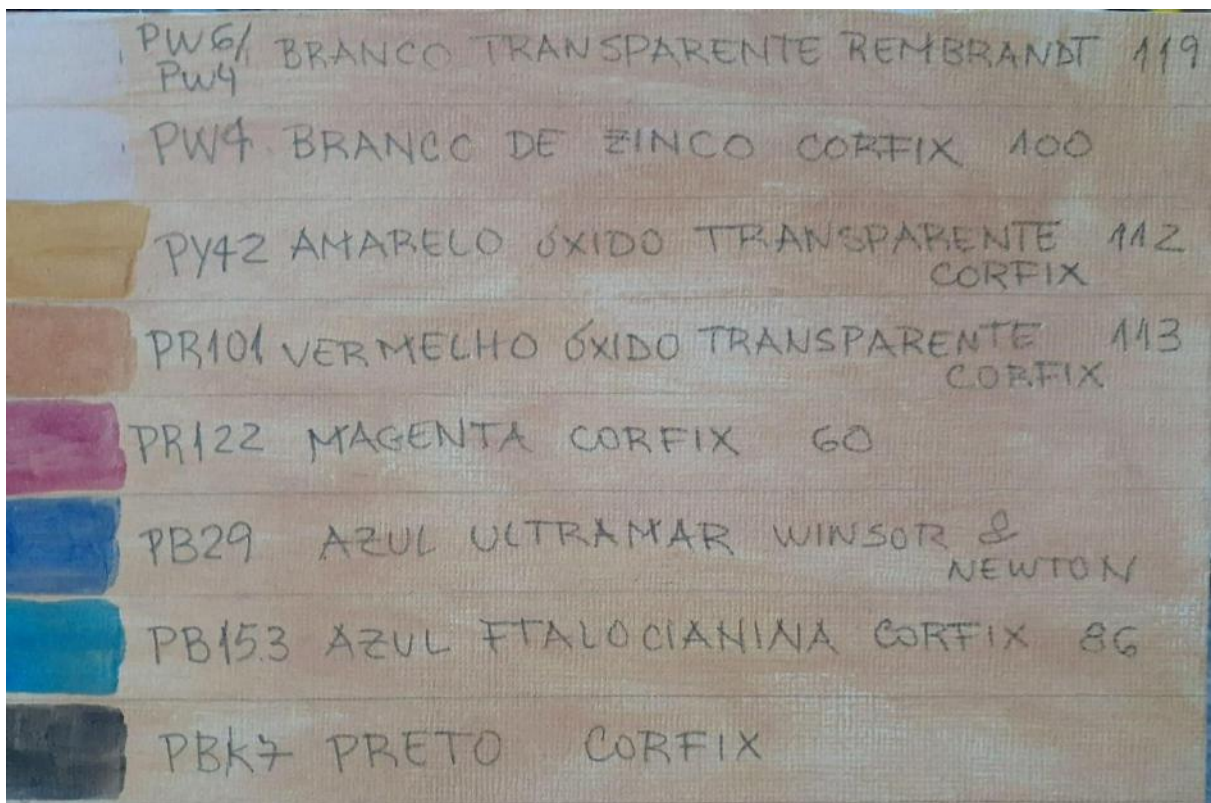 PW6/ BRANCO TRANSPARENTE REMBRANDT 119
PW4
PW4 BRANCO DE ZINCO CORFIX 100
PY42 AMARELO ÓXIDO TRANSPARENTE 112
CORFIX
PR101 VERMELHO ÓXIDO TRANSPARENTE 113
CORFIX
PR122 MAGENTA CORFIX 60
PB29 AZUL ULTRAMAR WINSOR &
NEWTON
PB15.3 AZUL FTALOCIANINA CORFIX 86
PBK7 PRETO CORFIX